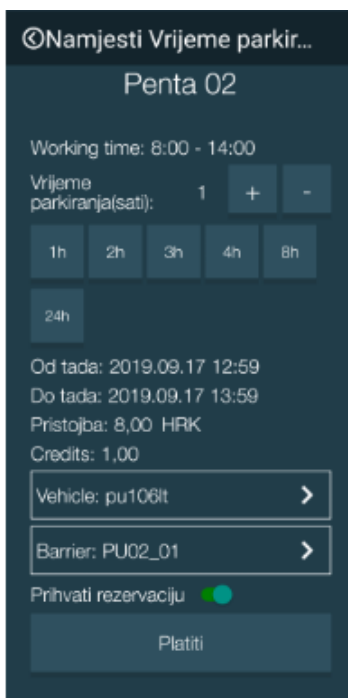 Namjesti Vrijeme parkir...
Penta 02
Working time: 8:00 - 14:00
Vrijeme
parkiranja(sati): 1 + -
1h 2h 3h 4h 8h
24h
Od tada: 2019.09.17 12:59
Do tada: 2019.09.17 13:59
Pristojba: 8,00 HRK
Credits: 1,00
Vehicle: pu106lt
Barrier: PU02_01
Prihvati rezervaciju
Platiti